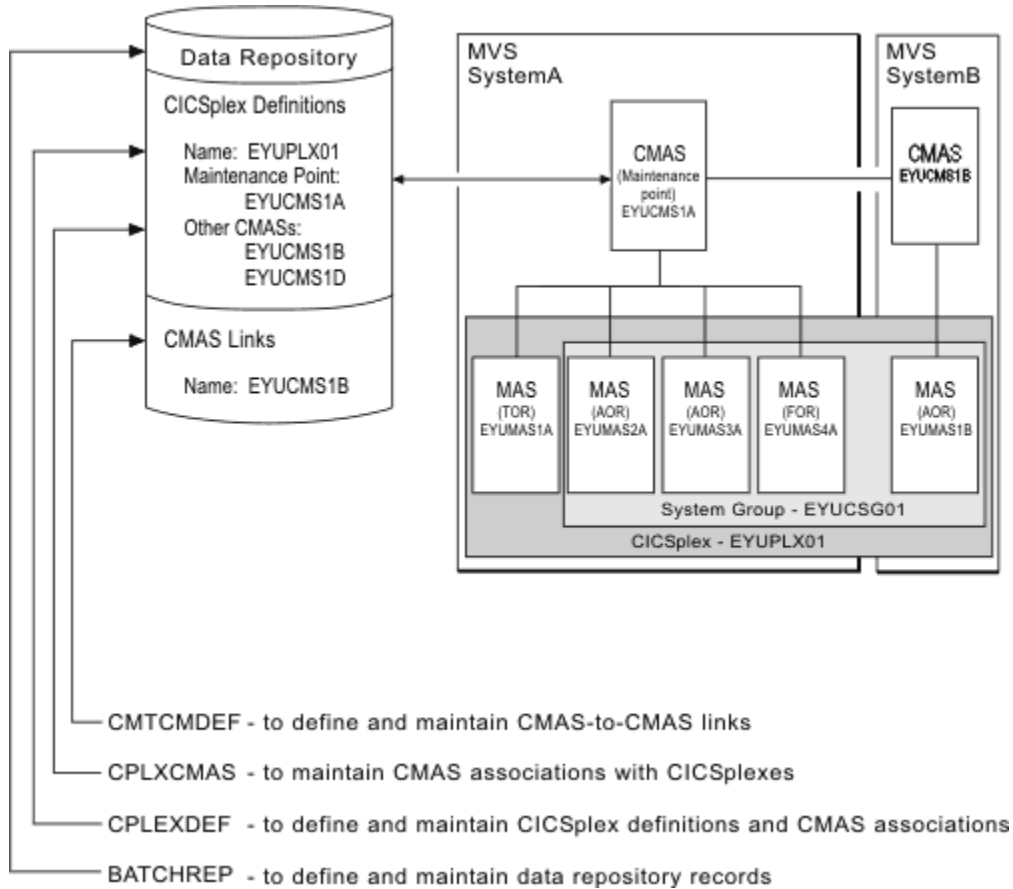 Data Repository
CICSplex Definitions
Name: EYUPLX01
Maintenance Point:
EYUCMS1A
Other CMASs:
EYUCMS1B
EYUCMS1D
CMAS Links
Name: EYUCMS1B
MVS
SystemA
CMAS
(Maintenance
point)
EYUCMS1A
MVS
SystemB
CMAS
EYUCMS1B
MAS
(TOR)
EYUMAS1A
MAS
(AOR)
EYUMAS2A
MAS
(AOR)
EYUMAS3A
MAS
(FOR)
EYUMAS4A
MAS
(AOR)
EYUMAS1B
System Group - EYUCSG01
CICSplex - EYUPLX01
CMTCMDEF - to define and maintain CMAS-to-CMAS links
CPLXCMAS - to maintain CMAS associations with CICSplexes
CPLEXDEF - to define and maintain CICSplex definitions and CMAS associations
BATCHREP - to define and maintain data repository records